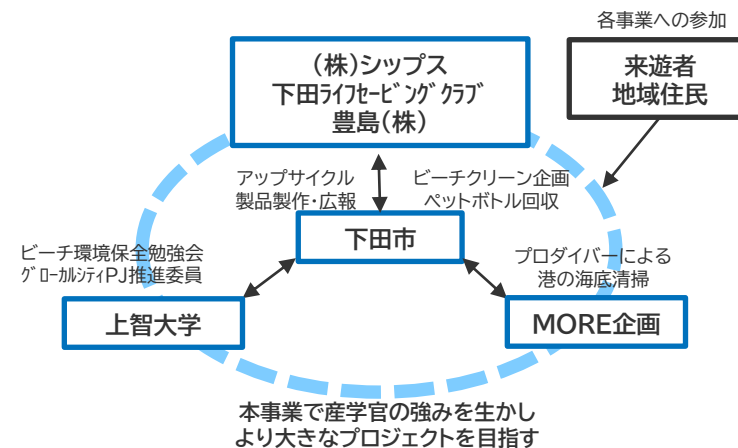 各事業への参加
(株)シップス
下田ﾗｲﾌｾｰﾋﾞﾝｸﾞｸﾗﾌﾞ
豊島(株)
来遊者
地域住民
アップサイクル
製品製作・広報
ビーチクリーン企画
ペットボトル回収
下田市
ビーチ環境保全勉強会
ｸﾞﾛｰｶﾙｼﾃｨPJ推進委員
プロダイバーによる
港の海底清掃
上智大学
MORE企画
本事業で産学官の強みを生かし
より大きなプロジェクトを目指す